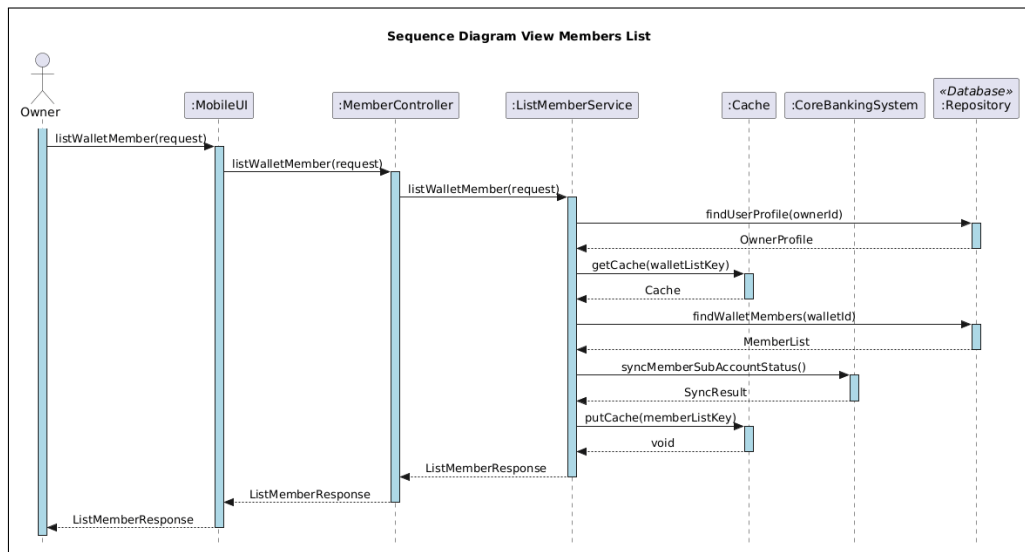 Sequence Diagram View Members List
Owner
:MobileUI
:MemberController
:ListMemberService
:Cache
:CoreBankingSystem
«Database»
:Repository
listWalletMember(request)
listWalletMember(request)
listWalletMember(request)
findUserProfile(ownerId)
OwnerProfile
getCache(walletListKey)
Cache
findWalletMembers(walletId)
MemberList
syncMemberSubAccountStatus()
SyncResult
putCache(memberListKey)
void
ListMemberResponse
ListMemberResponse
ListMemberResponse